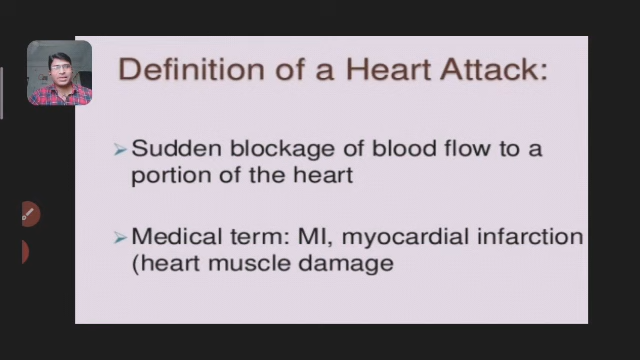 Definition of a Heart Attack:
➢Sudden blockage of blood flow to a
portion of the heart
➢Medical term: MI, myocardial infarction
(heart muscle damage